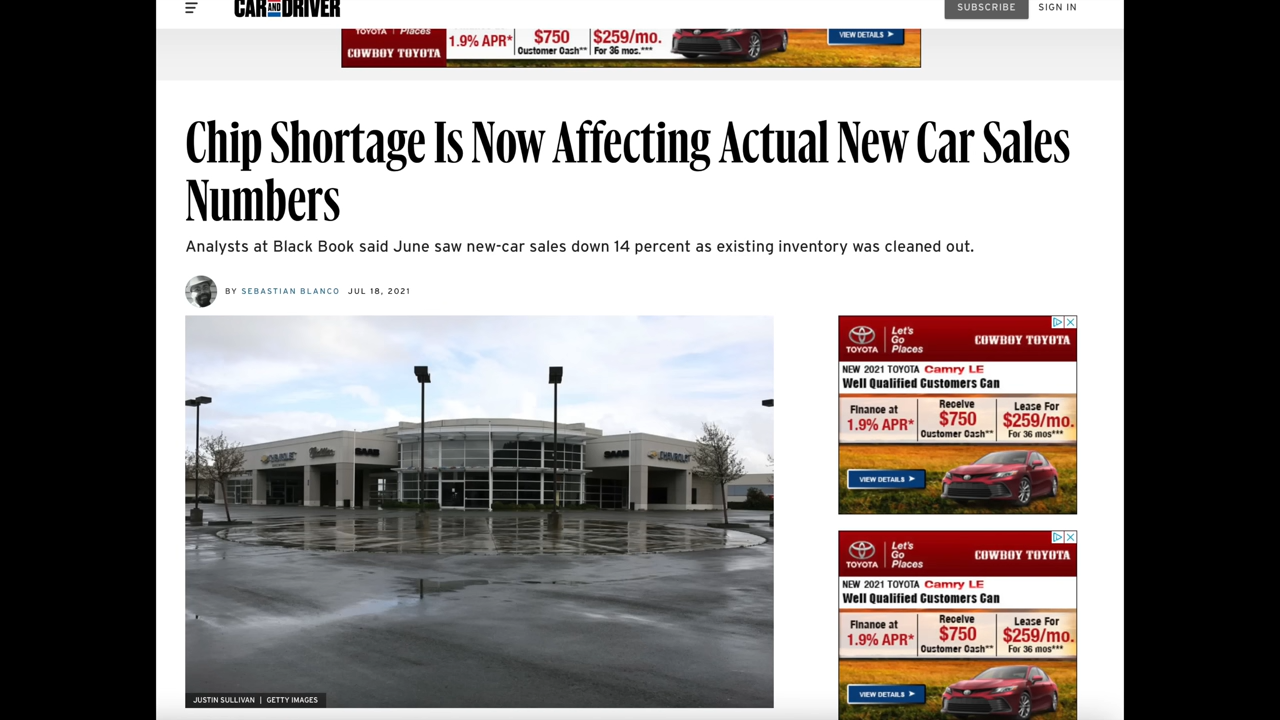 CAR AND DRIVER
SUBSCRIBE
SIGN IN
TOYOTA Places
COWBOY TOYOTA
1.9% APR*
$750
Customer Cash**
$259/mo.
For 36 mos.***
VIEW DETAILS
Chip Shortage Is Now Affecting Actual New Car Sales
Numbers
Analysts at Black Book said June saw new-car sales down 14 percent as existing inventory was cleaned out.
BY SEBASTIAN BLANCO JUL 18, 2021
TOYOTA
Let's
Go
Places
COWBOY TOYOTA
NEW 2021 TOYOTA Camry LE
Well Qualified Customers Can
Finance at
1.9% APR*
Receive
$750
Customer Cash**
Lease For
$259/mo.
For 36 mos***
VIEW DETAILS
CHEVROLET
SAAB
SAAB
CHEVROLET
JUSTIN SULLIVAN | GETTY IMAGES
TOYOTA
Let's
Go
Places
COWBOY TOYOTA
NEW 2021 TOYOTA Camry LE
Well Qualified Customers Can
Finance at
1.9% APR*
Receive
$750
Customer Cash**
Lease For
$259/mo.
For 36 mos***
VIEW DETAILS